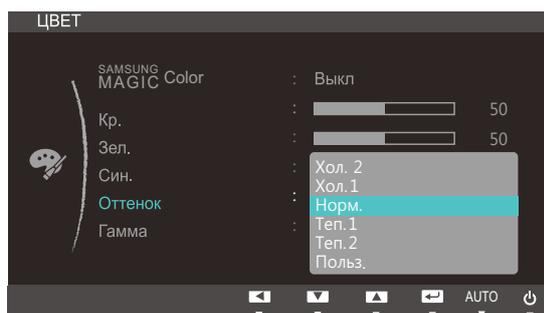 ЦВЕТ
SAMSUNG
MAGIC Color : Выкл
Кр. : 50
Зел. : 50
Син. :
Оттенок :
Гамма :
Хол. 2
Хол.1
Норм.
Теп.1
Теп.2
Польз.
AUTO